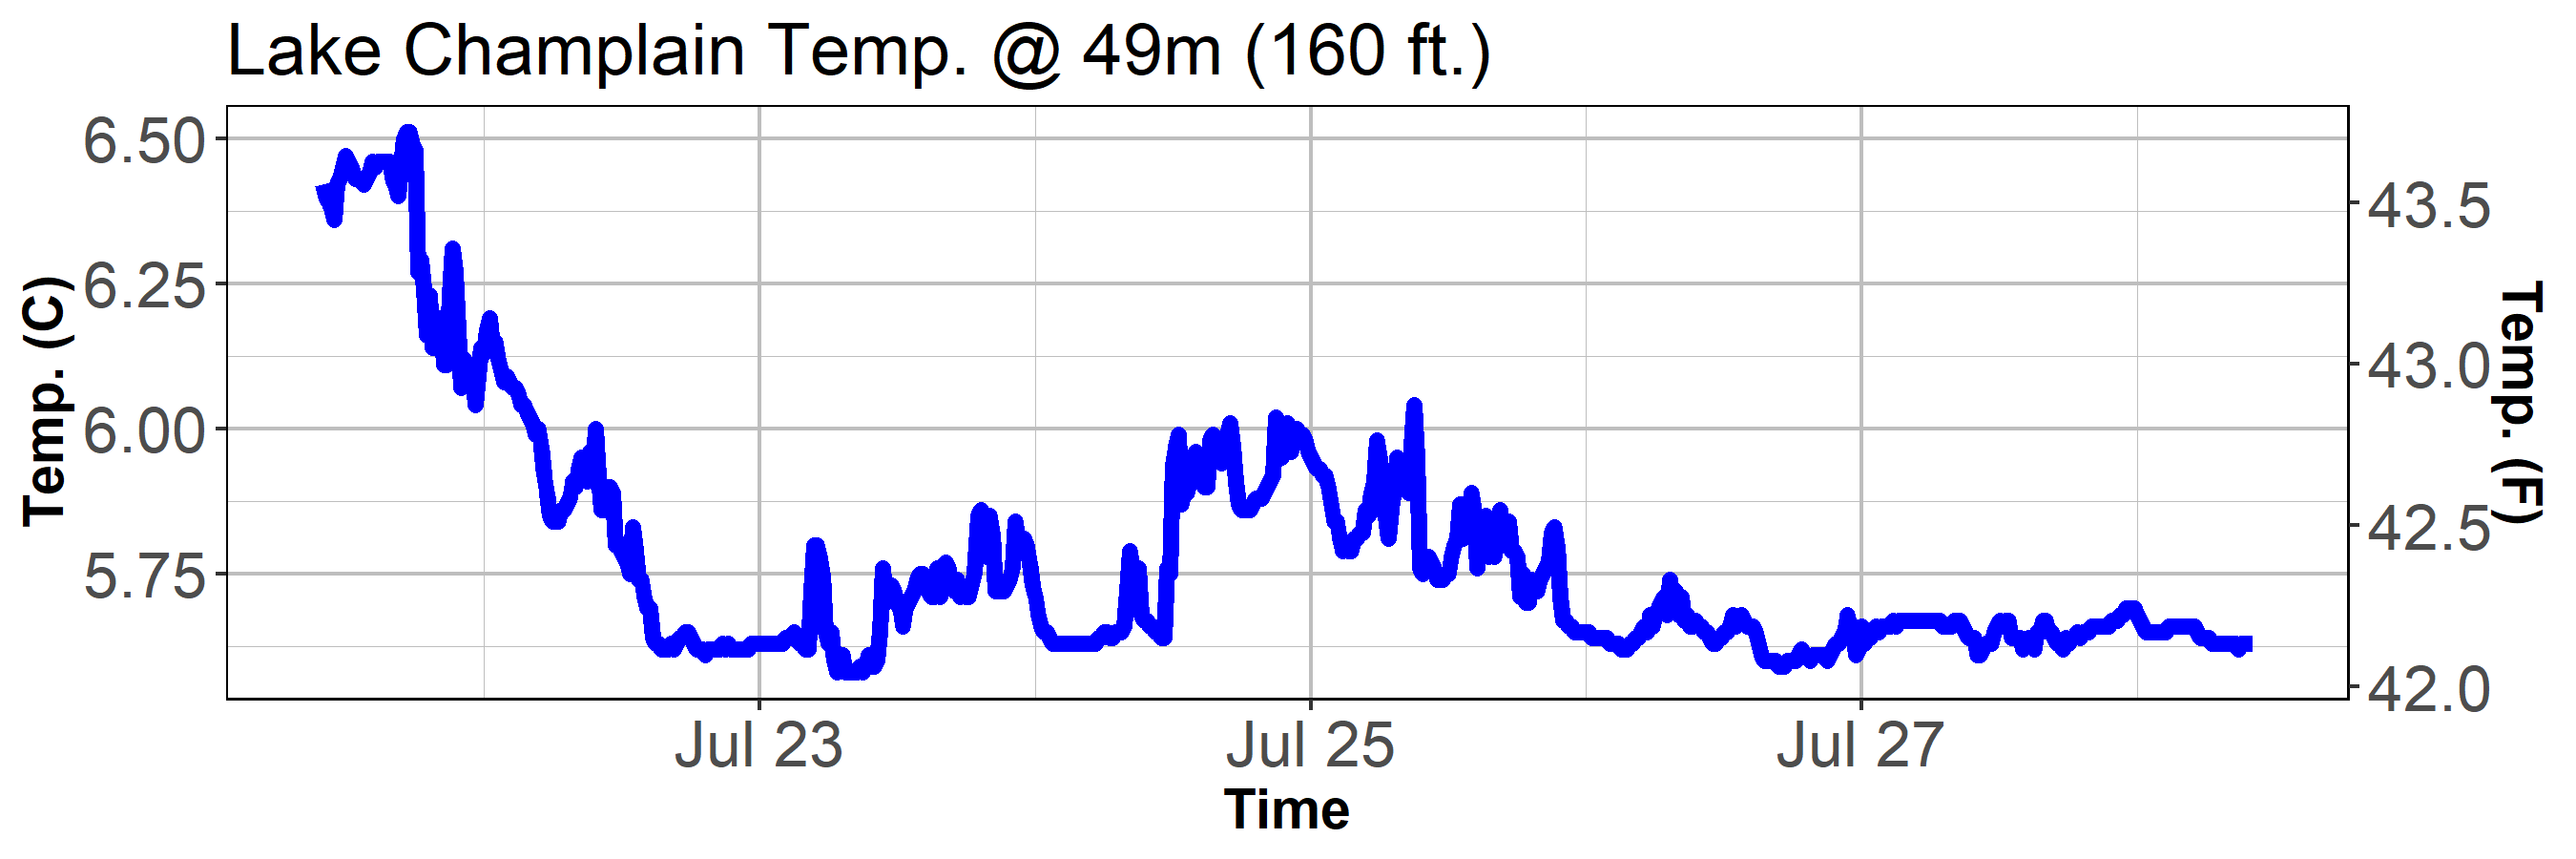 Lake Champlain Temp. @ 49m (160 ft.)
Temp. (C)
6.50
6.25
6.00
5.75
43.5
43.0
42.5
42.0
Temp. (F)
Jul 23
Jul 25
Jul 27
Time